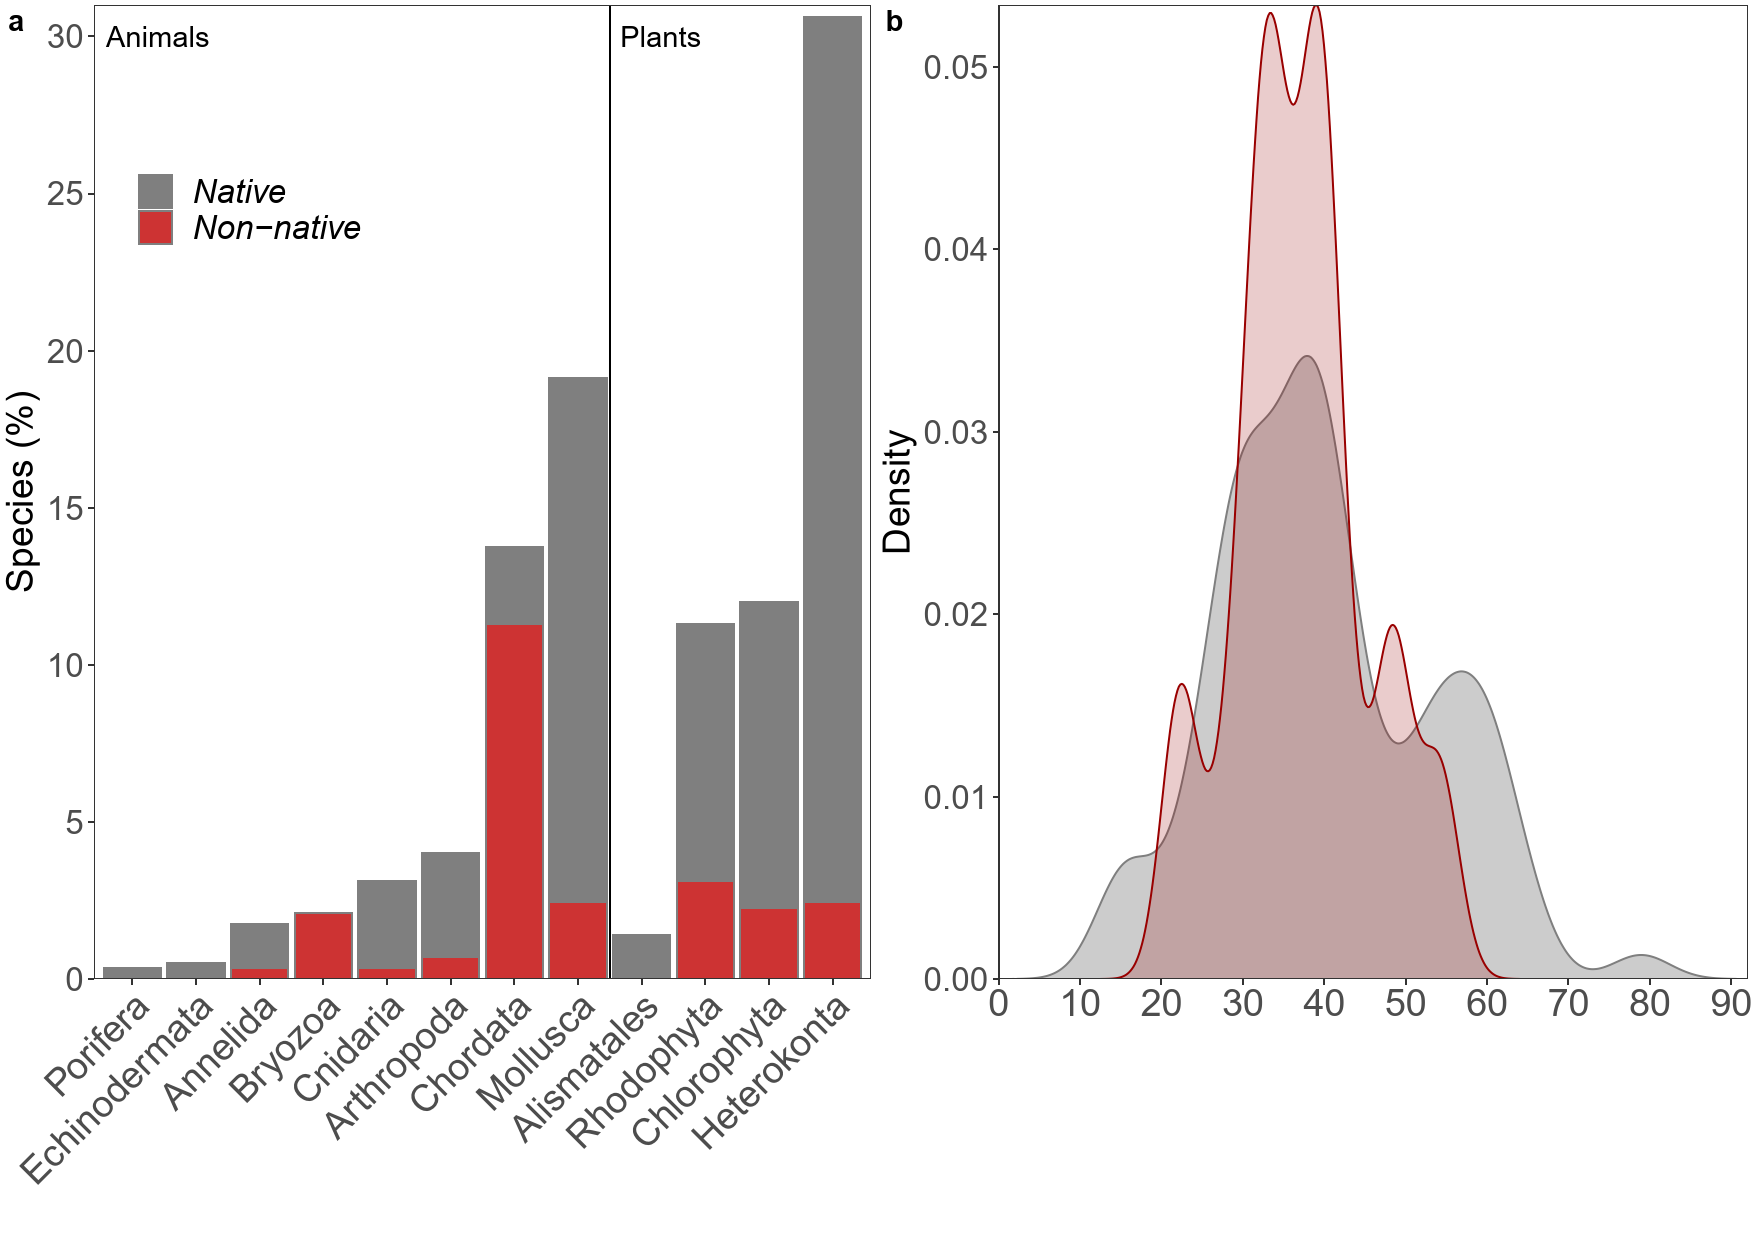 a
Animals
Plants
Native
Non−native
Species (%)
30
25
20
15
10
5
0
Porifera
Echinodermata
Annelida
Bryozoa
Cnidaria
Arthropoda
Chordata
Mollusca
Alismatales
Rhodophyta
Chlorophyta
Heterokonta
b
Density
0.05
0.04
0.03
0.02
0.01
0.00
0 10 20 30 40 50 60 70 80 90